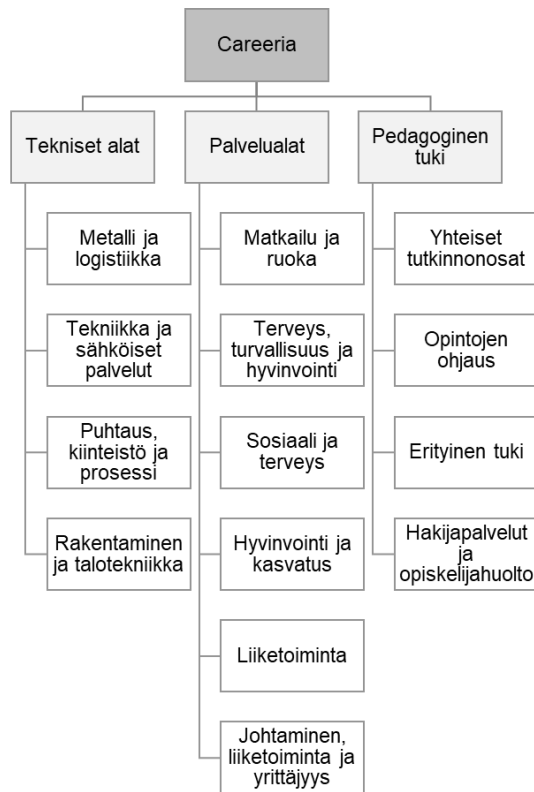 Careeria
Tekniset alat
Palvelualat
Pedagoginen
tuki
Metalli ja
logistiikka
Tekniikka ja
sähköiset
palvelut
Puhtaus,
kiinteistö ja
prosessi
Rakentaminen
ja talotekniikka
Matkailu ja
ruoka
Terveys,
turvallisuus ja
hyvinvointi
Sosiaali ja
terveys
Hyvinvointi ja
kasvatus
Liiketoiminta
Johtaminen,
liiketoiminta ja
yrittäjyys
Yhteiset
tutkinnonosat
Opintojen
ohjaus
Erityinen tuki
Hakijapalvelut
ja
opiskelijahuolto